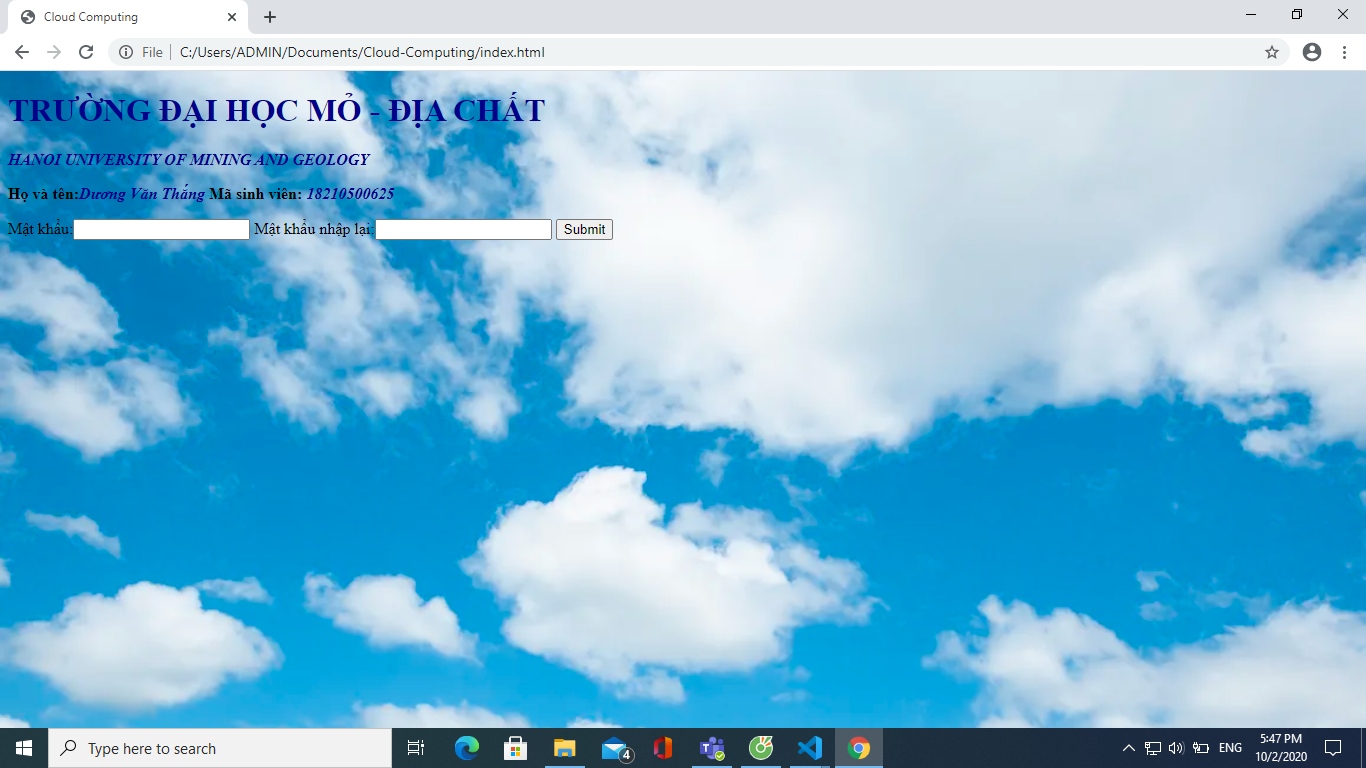 Cloud Computing
File
C:/Users/ADMIN/Documents/Cloud-Computing/index.html
TRƯỜNG ĐẠI HỌC MỎ - ĐỊA CHẤT
HANOI UNIVERSITY OF MINING AND GEOLOGY
Họ và tên:Dương Văn Thắng Mã sinh viên: 18210500625
Mật khẩu: Mật khẩu nhập lại: Submit
Type here to search
4
ENG
5:47 PM
10/2/2020